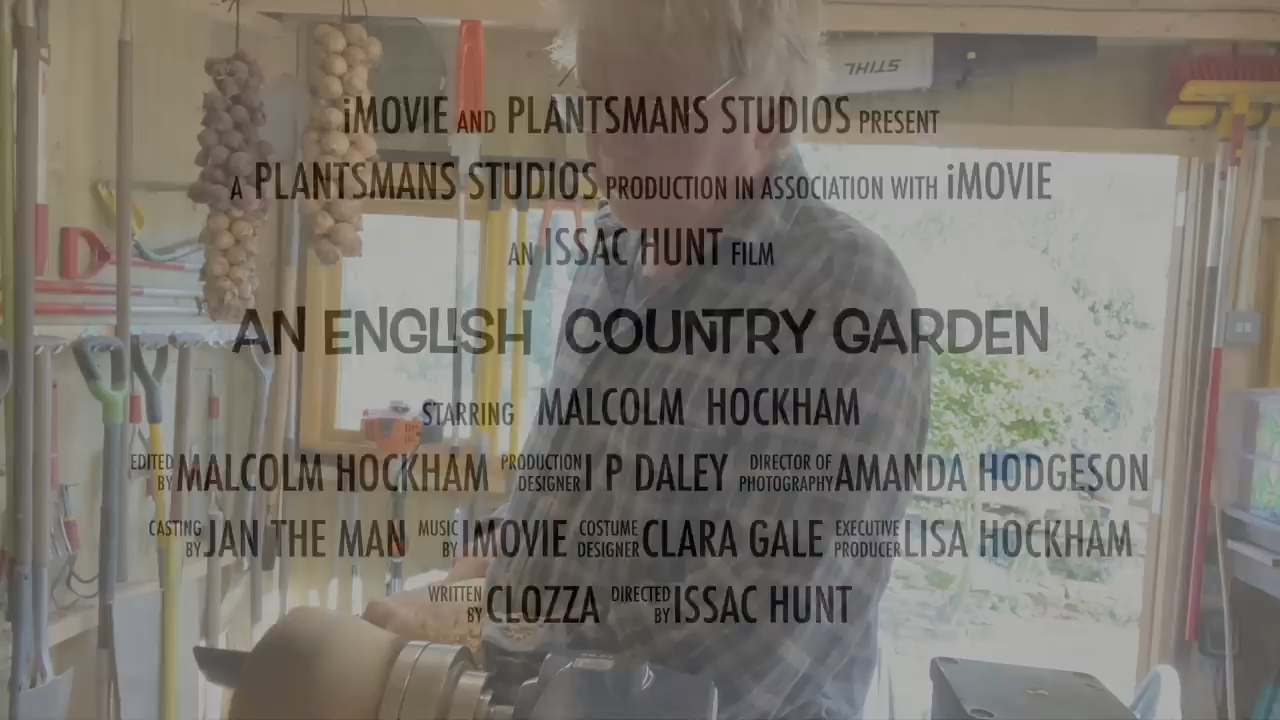 STIHL
iMOVIE AND PLANTSMANS STUDIOS PRESENT
A PLANTSMANS STUDIOS PRODUCTION IN ASSOCIATION WITH iMOVIE
AN ISSAC HUNT FILM
AN ENGLISH COUNTRY GARDEN
STARRING MALCOLM HOCKHAM
EDITED BY MALCOLM HOCKHAM PRODUCTION DESIGNER I P DALEY DIRECTOR OF PHOTOGRAPHY AMANDA HODGESON
CASTING BY JAN THE MAN MUSIC BY IMOVIE COSTUME DESIGNER CLARA GALE EXECUTIVE PRODUCER LISA HOCKHAM
WRITTEN BY CLOZZA DIRECTED BY ISSAC HUNT